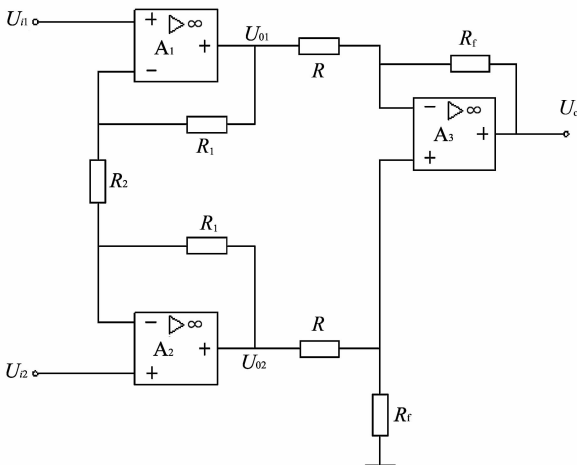 Ui1
+
∞
A1
+
−
U01
R
Rf
R1
−
∞
A3
+
+
Uo
R2
R1
−
∞
A2
+
+
R
U02
Ui2
Rf